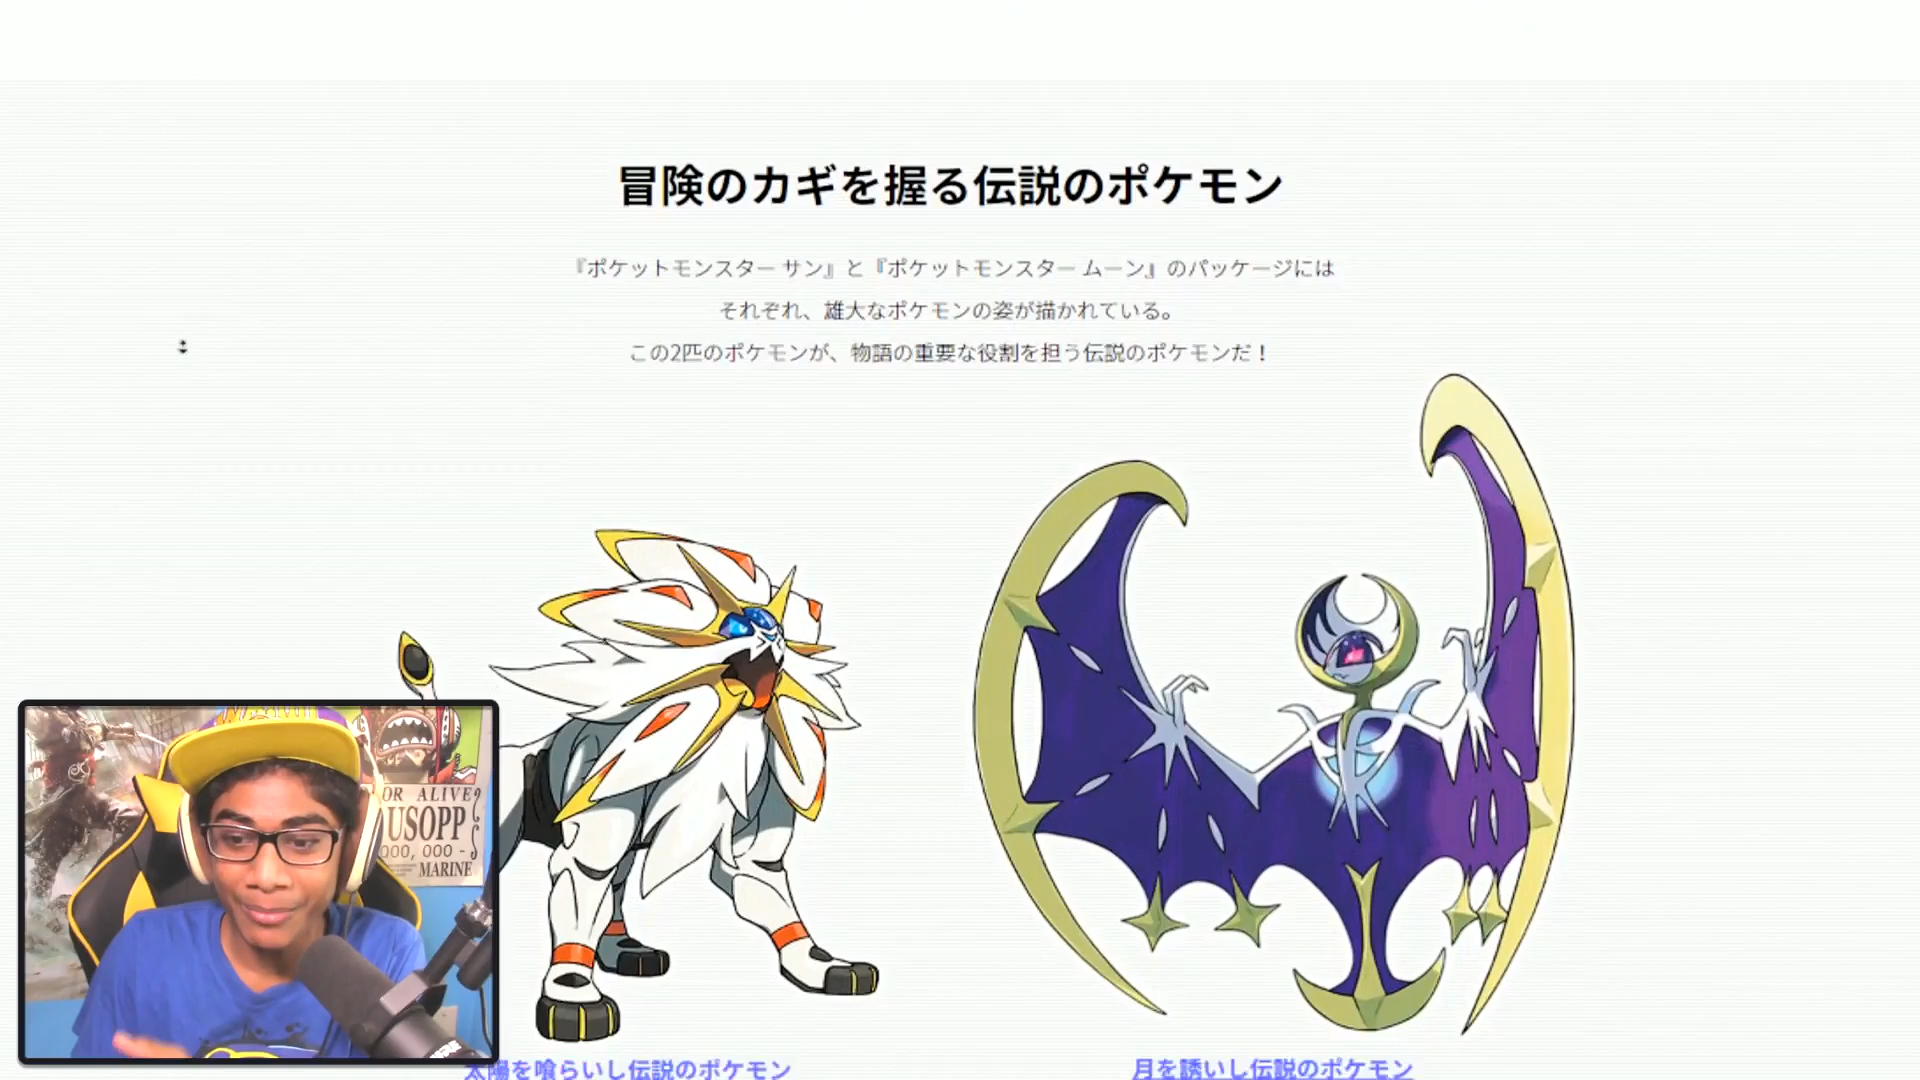 冒険のカギを握る伝説のポケモン
『ポケットモンスター サン』と『ポケットモンスター ムーン』のパッケージには
それぞれ、雄大なポケモンの姿が描かれている。
この2匹のポケモンが、物語の重要な役割を担う伝説のポケモンだ！
OR ALIVE
USOPP
000, 000 -
MARINE
太陽を喰らいし伝説のポケモン
月を誘いし伝説のポケモン